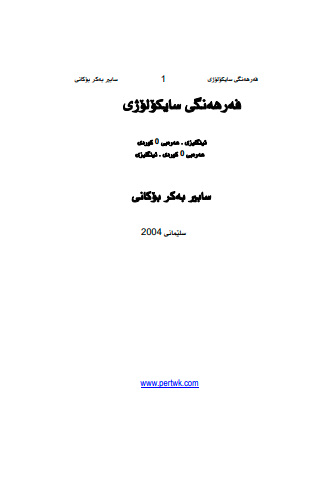 فەرهەنگی سایکۆلۆژی 1 سابیر بەکر بۆکانی
فەرهەنگی سایکۆلۆژی
ئینگلیزی . عەرەبی 0 کوردی
عەرەبی 0 کوردی . ئینگلیزی
سابیر بەکر بۆکانی
سلێمانی 2004
www.pertwk.com